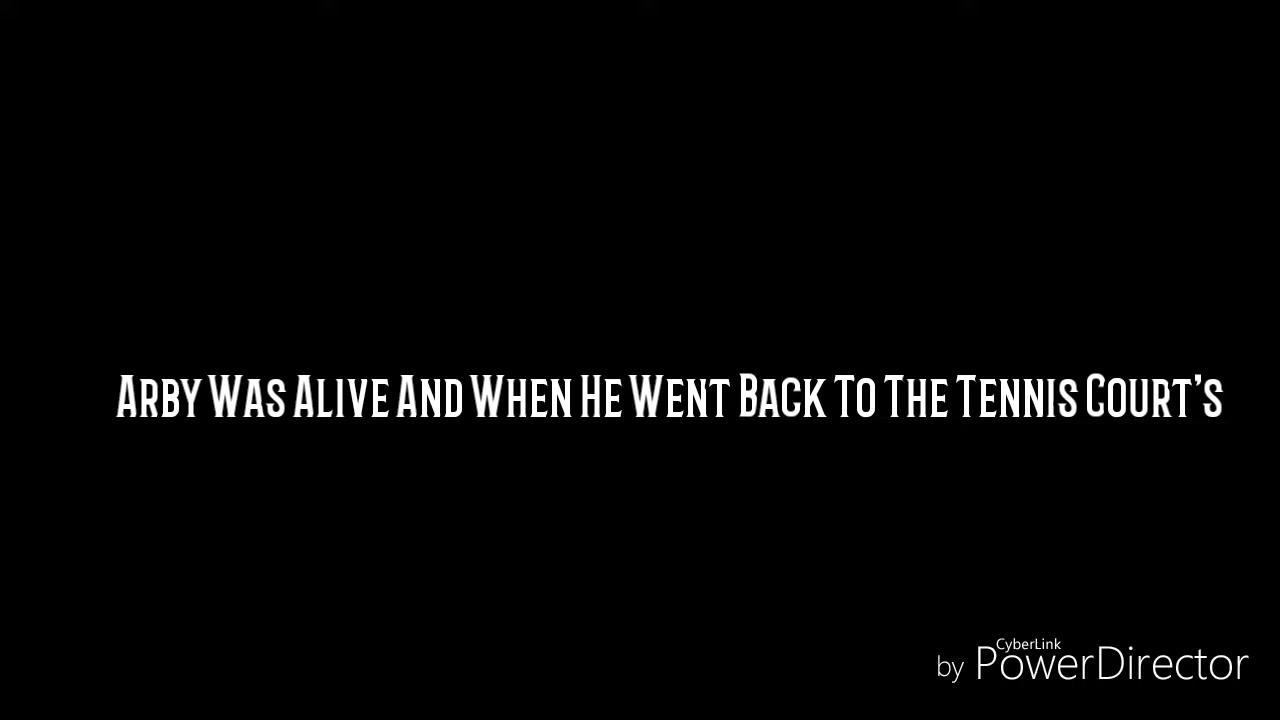 Arby Was Alive And When He Went Back To The Tennis Court's
CyberLink
by PowerDirector